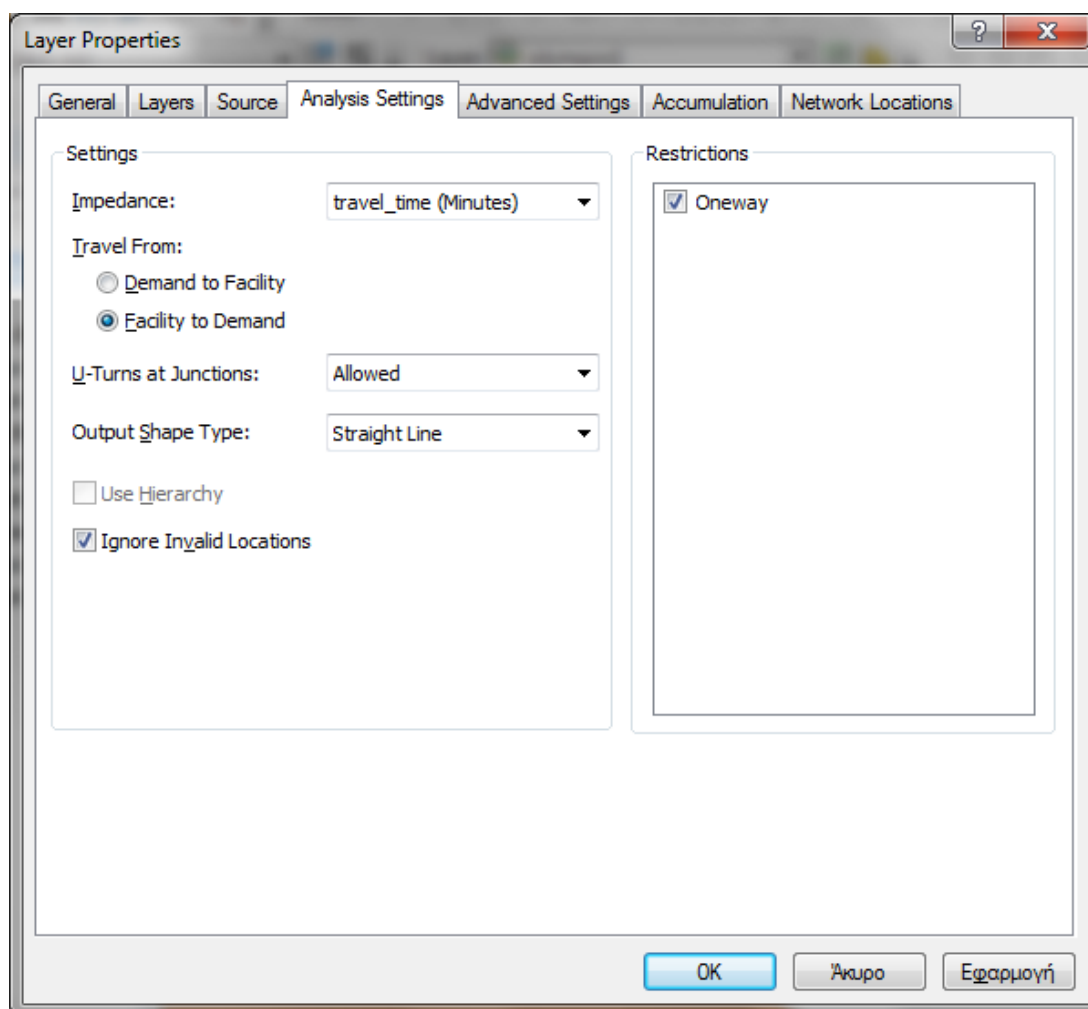 Layer Properties
General Layers Source Analysis Settings Advanced Settings Accumulation Network Locations
Settings
Impedance: travel_time (Minutes)
Travel From:
Demand to Facility
Facility to Demand
U-Turns at Junctions: Allowed
Output Shape Type: Straight Line
Use Hierarchy
Ignore Invalid Locations
Restrictions
Oneway
OK Άκυρο Εφαρμογή